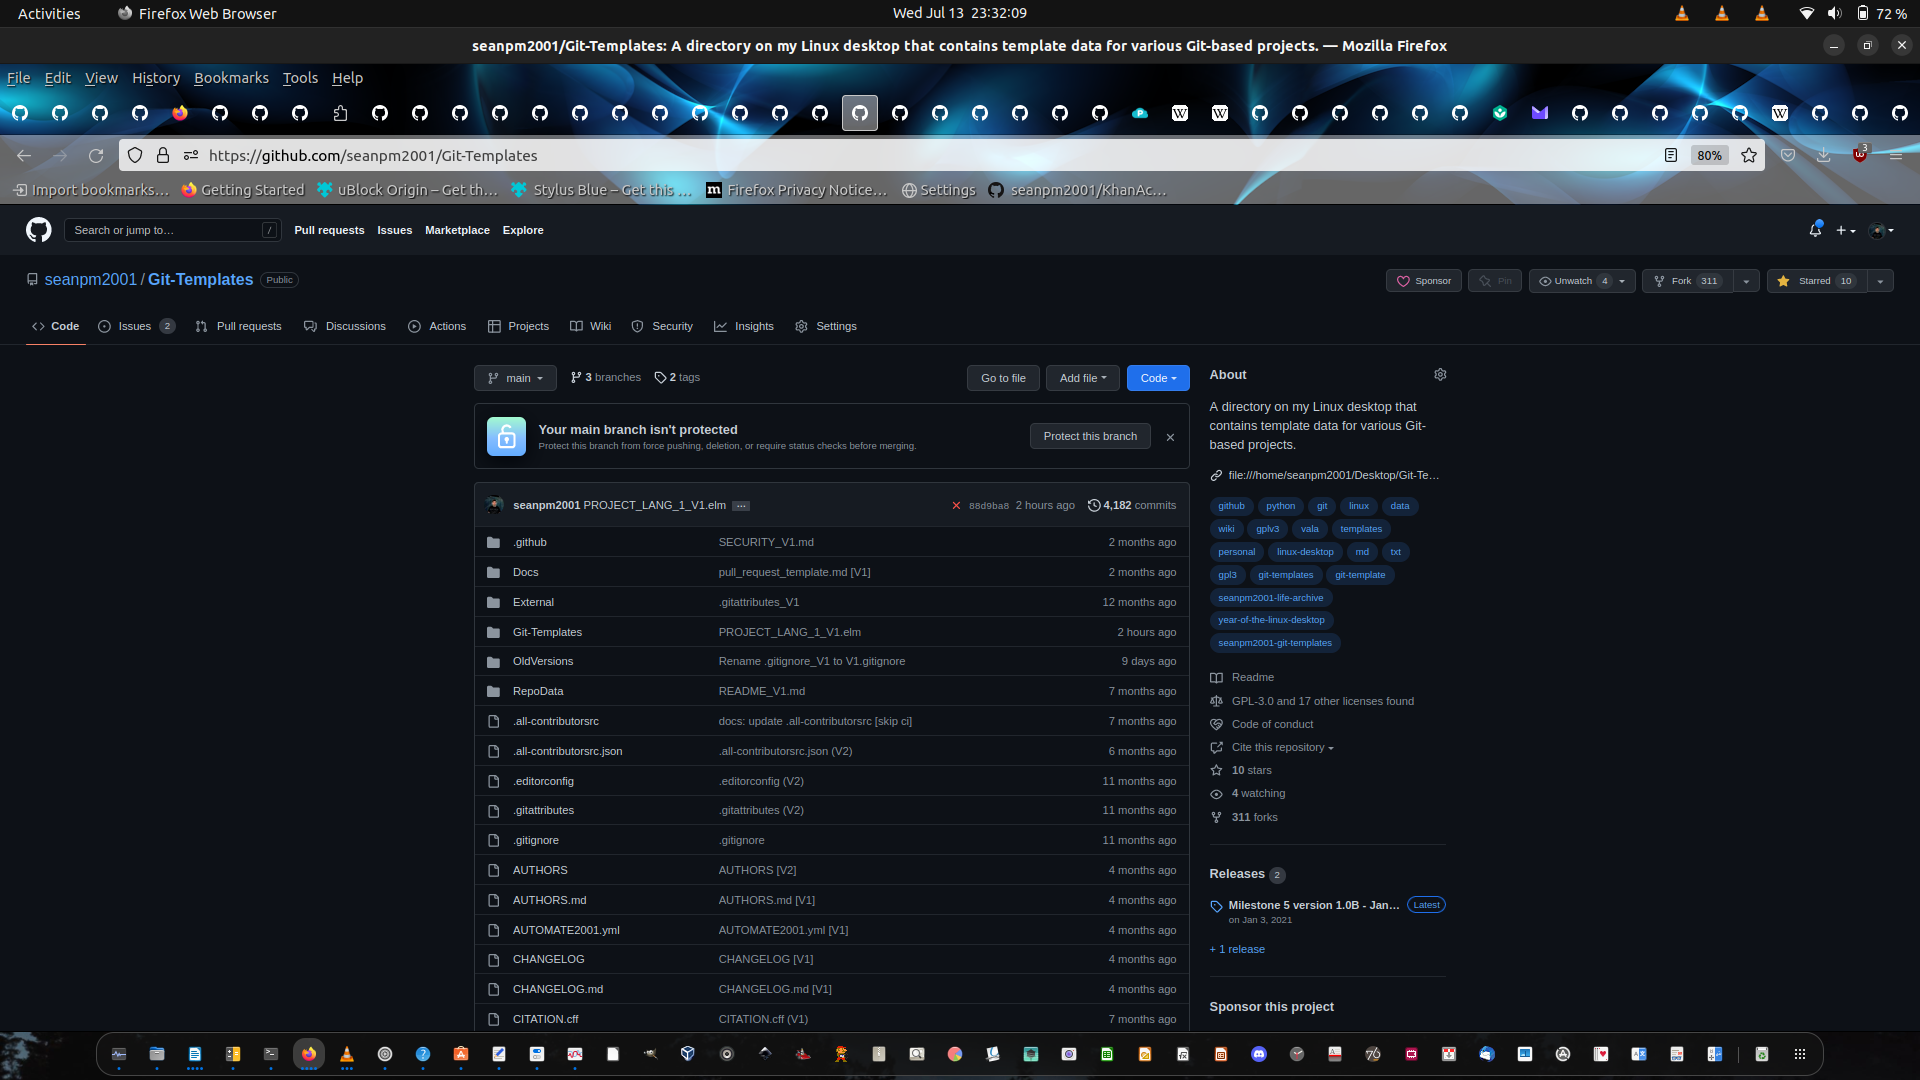 Activities Firefox Web Browser Wed Jul 13 23:32:09 72 %
seanpm2001/Git-Templates: A directory on my Linux desktop that contains template data for various Git-based projects. — Mozilla Firefox
File Edit View History Bookmarks Tools Help
https://github.com/seanpm2001/Git-Templates 80% 3
Import bookmarks... Getting Started uBlock Origin – Get th... Stylus Blue – Get this ... Firefox Privacy Notice... Settings seanpm2001/KhanAc...
Search or jump to... / Pull requests Issues Marketplace Explore
seanpm2001 / Git-Templates Public Sponsor Pin Unwatch 4 Fork 311 Starred 10
Code Issues 2 Pull requests Discussions Actions Projects Wiki Security Insights Settings
main 3 branches 2 tags Go to file Add file Code
Your main branch isn't protected
Protect this branch from force pushing, deletion, or require status checks before merging.
Protect this branch
seanpm2001 PROJECT_LANG_1_V1.elm ... 88d9ba8 2 hours ago 4,182 commits
.github SECURITY_V1.md 2 months ago
Docs pull_request_template.md [V1] 2 months ago
External .gitattributes_V1 12 months ago
Git-Templates PROJECT_LANG_1_V1.elm 2 hours ago
OldVersions Rename .gitignore_V1 to V1.gitignore 9 days ago
RepoData README_V1.md 7 months ago
.all-contributorsrc docs: update .all-contributorsrc [skip ci] 7 months ago
.all-contributorsrc.json .all-contributorsrc.json (V2) 6 months ago
.editorconfig .editorconfig (V2) 11 months ago
.gitattributes .gitattributes (V2) 11 months ago
.gitignore .gitignore 11 months ago
AUTHORS AUTHORS [V2] 4 months ago
AUTHORS.md AUTHORS.md [V1] 4 months ago
AUTOMATE2001.yml AUTOMATE2001.yml [V1] 4 months ago
CHANGELOG CHANGELOG [V1] 4 months ago
CHANGELOG.md CHANGELOG.md [V1] 4 months ago
CITATION.cff CITATION.cff (V1) 7 months ago
About
A directory on my Linux desktop that
contains template data for various Git-
based projects.
file:///home/seanpm2001/Desktop/Git-Te...
github python git linux data
wiki gplv3 vala templates
personal linux-desktop md txt
gpl3 git-templates git-template
seanpm2001-life-archive
year-of-the-linux-desktop
seanpm2001-git-templates
Readme
GPL-3.0 and 17 other licenses found
Code of conduct
Cite this repository
10 stars
4 watching
311 forks
Releases 2
Milestone 5 version 1.0B - Jan... Latest
on Jan 3, 2021
+ 1 release
Sponsor this project